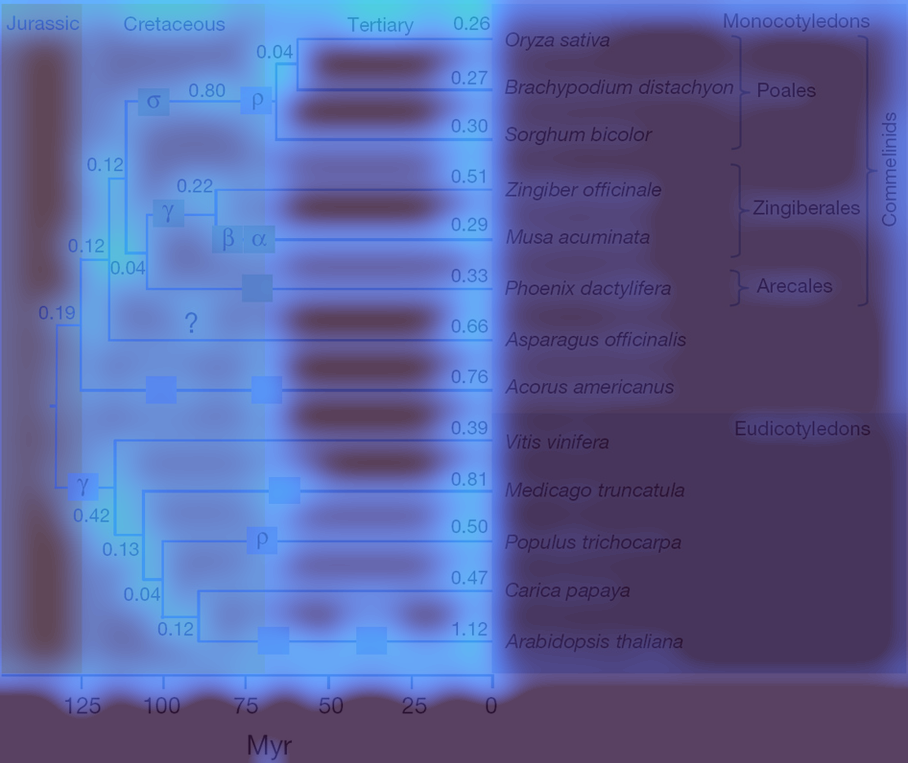 Jurassic Cretaceous Tertiary 0.26 Monocotyledons
Oryza sativa
0.04
0.27
Brachypodium distachyon
Poales
σ 0.80 ρ
0.30
Sorghum bicolor
Commelinids
0.12
0.51
0.22
Zingiber officinale
γ
Zingiberales
0.29
β α
Musa acuminata
0.12
0.04
0.33
Phoenix dactylifera
Arecales
0.19
?
0.66
Asparagus officinalis
0.76
Acorus americanus
0.39
Eudicotyledons
Vitis vinifera
γ
0.81
Medicago truncatula
0.42
0.50
ρ
Populus trichocarpa
0.13
0.47
Carica papaya
0.04
0.12
1.12
Arabidopsis thaliana
125 100 75 50 25 0
Myr